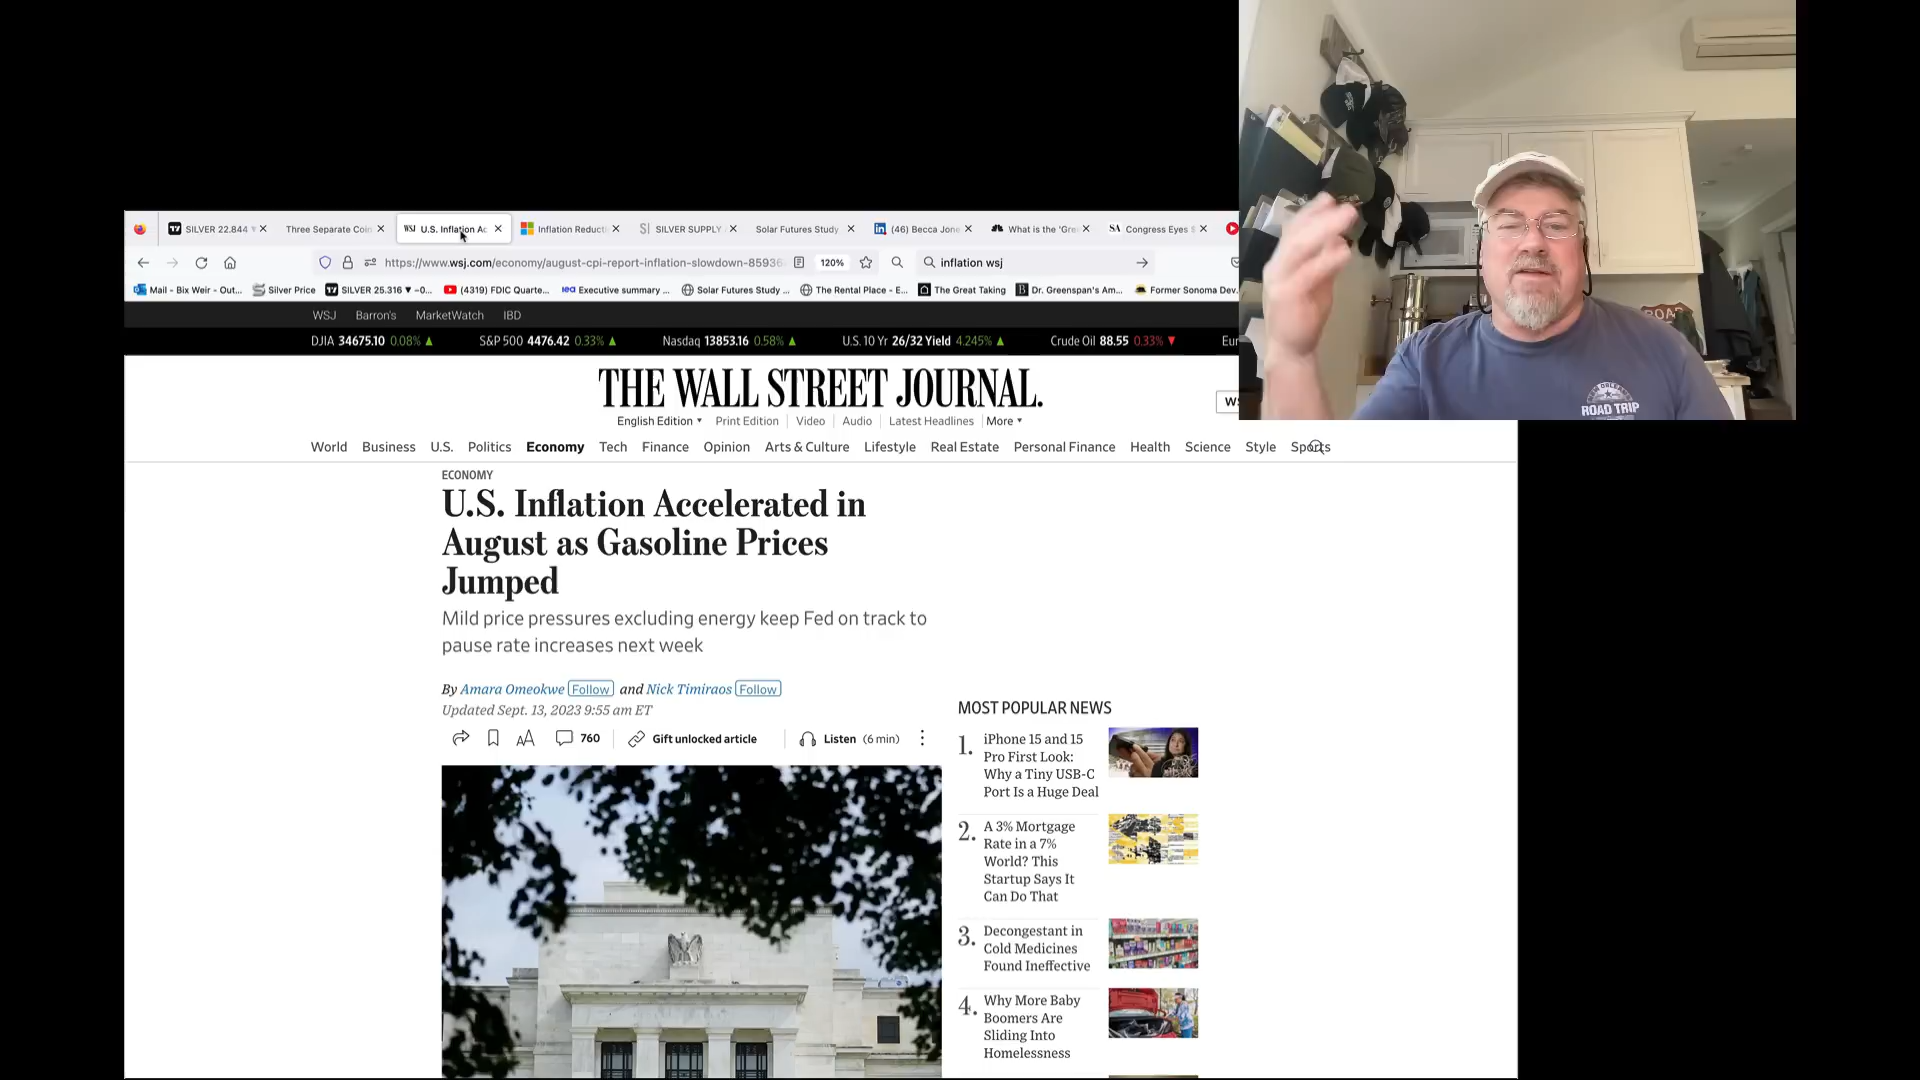 SILVER 22.844
Three Separate Coin
WSJ U.S. Inflation Ac
Inflation Reducti
SILVER SUPPLY
Solar Futures Study
(46) Becca Jone
What is the 'Gre
SA Congress Eyes
https://www.wsj.com/economy/august-cpi-report-inflation-slowdown-85936
120%
inflation wsj
Mail - Bix Weir - Out...
Silver Price
SILVER 25.316 ▼ −0...
(4319) FDIC Quarte...
iea Executive summary ...
Solar Futures Study ...
The Rental Place - E...
The Great Taking
Dr. Greenspan's Am...
Former Sonoma Dev.
WSJ Barron's MarketWatch IBD
DJIA 34675.10 0.08% ▲ S&P 500 4476.42 0.33% ▲ Nasdaq 13853.16 0.58% ▲ U.S. 10 Yr 26/32 Yield 4.245% ▲ Crude Oil 88.55 0.33% ▼ Eur
THE WALL STREET JOURNAL.
WS
English Edition ▾ Print Edition Video Audio Latest Headlines More ▾
World Business U.S. Politics Economy Tech Finance Opinion Arts & Culture Lifestyle Real Estate Personal Finance Health Science Style Sports
ECONOMY
U.S. Inflation Accelerated in
August as Gasoline Prices
Jumped
Mild price pressures excluding energy keep Fed on track to
pause rate increases next week
By Amara Omeokwe Follow and Nick Timiraos Follow
Updated Sept. 13, 2023 9:55 am ET
760 Gift unlocked article Listen (6 min)
MOST POPULAR NEWS
1. iPhone 15 and 15
Pro First Look:
Why a Tiny USB-C
Port Is a Huge Deal
2. A 3% Mortgage
Rate in a 7%
World? This
Startup Says It
Can Do That
3. Decongestant in
Cold Medicines
Found Ineffective
4. Why More Baby
Boomers Are
Sliding Into
Homelessness
ROAD TRIP